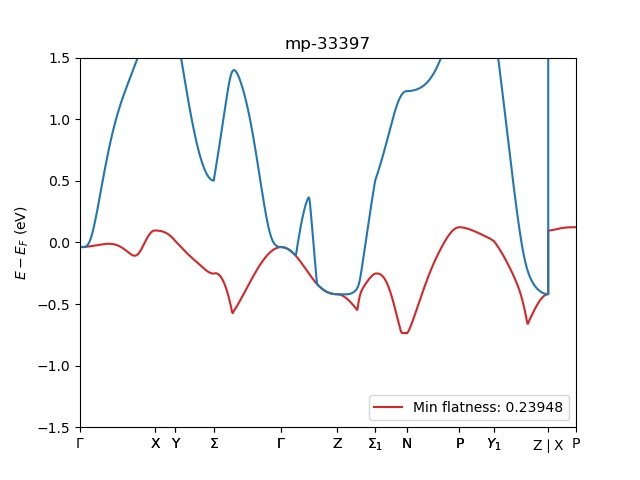 mp-33397
E − E_F (eV)
1.5
1.0
0.5
0.0
−0.5
−1.0
−1.5
Min flatness: 0.23948
Γ X Y Σ Γ Z Σ₁ N P Y₁ Z | X P